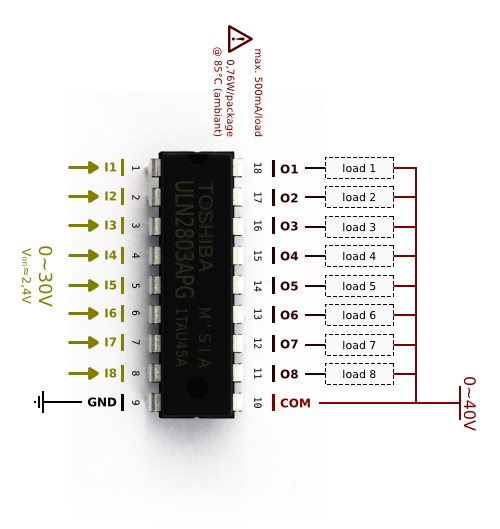 max. 500mA/load
0,76W/package
@ 85°C (ambiant)
I1 1 18 O1 load 1
I2 2 17 O2 load 2
I3 3 16 O3 load 3
I4 4 15 O4 load 4
I5 5 14 O5 load 5
I6 6 13 O6 load 6
I7 7 12 O7 load 7
I8 8 11 O8 load 8
GND 9 10 COM
0~30V
Von≈2,4V
TOSHIBA M'SIA
ULN2803APG 1TAU45A
0~40V